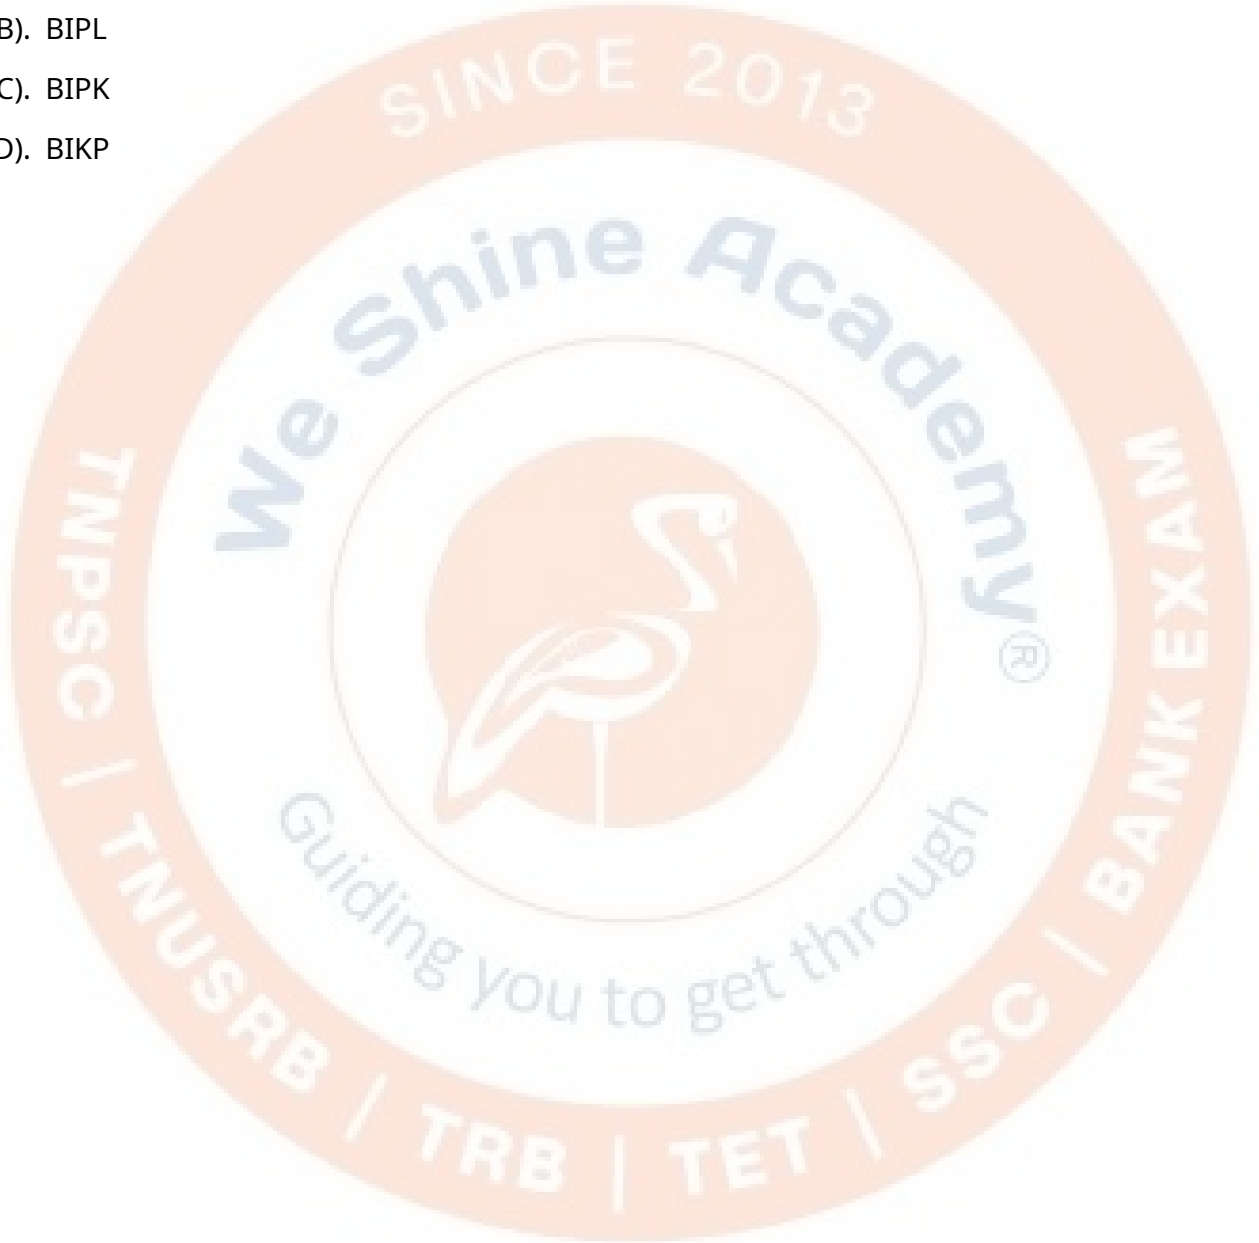 B). BIPL
C). BIPK
D). BIKP
SINCE 2013
We Shine Academy®
Guiding you to get through
TNPSC | TNUSRB | TRB | TET | SSC | BANK EXAM